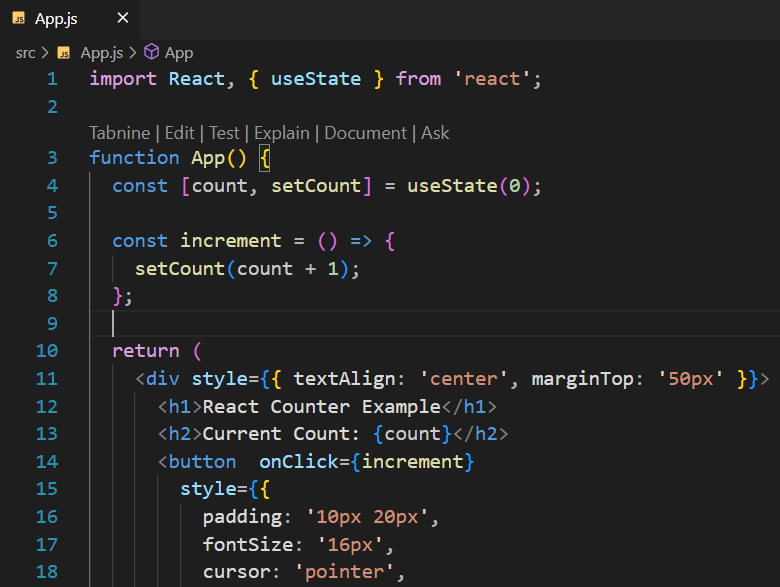 JS App.js ×
src > JS App.js > App
1 import React, { useState } from 'react';
2
Tabnine | Edit | Test | Explain | Document | Ask
3 function App() {
4   const [count, setCount] = useState(0);
5
6   const increment = () => {
7     setCount(count + 1);
8   };
9
10   return (
11     <div style={{ textAlign: 'center', marginTop: '50px' }}>
12       <h1>React Counter Example</h1>
13       <h2>Current Count: {count}</h2>
14       <button  onClick={increment}
15         style={{
16           padding: '10px 20px',
17           fontSize: '16px',
18           cursor: 'pointer',